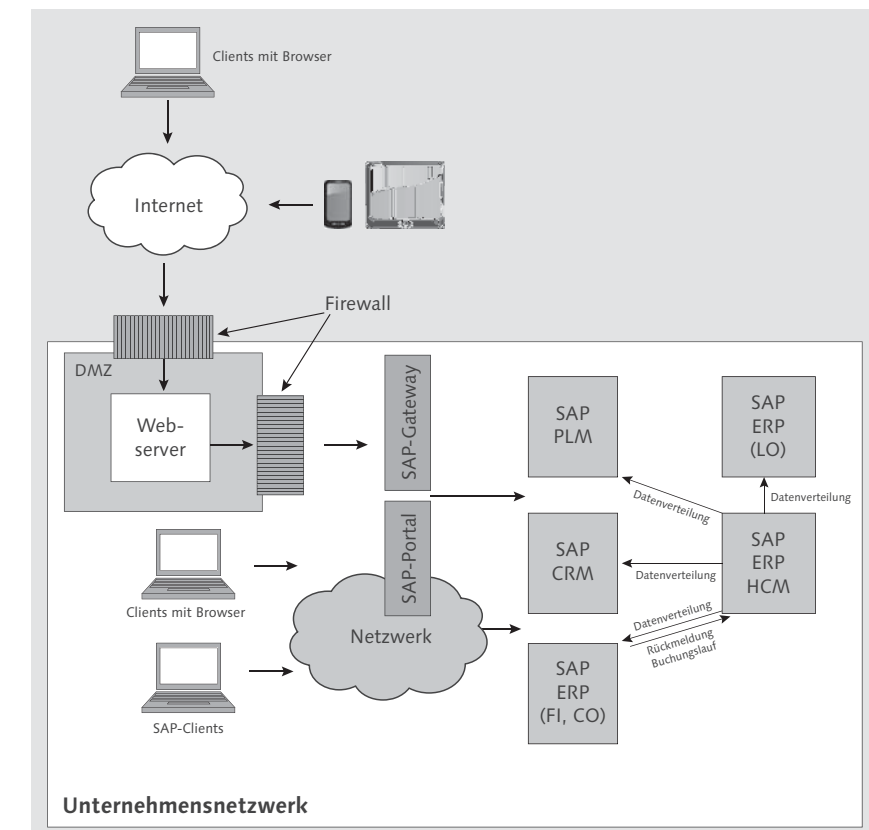 Clients mit Browser
Internet
Firewall
DMZ
Web-
server
SAP-Gateway
SAP
PLM
SAP
ERP
(LO)
Datenverteilung
Datenverteilung
SAP-Portal
SAP
CRM
Datenverteilung
SAP
ERP
HCM
Clients mit Browser
Netzwerk
Datenverteilung
Rückmeldung
Buchungslauf
SAP
ERP
(FI, CO)
SAP-Clients
Unternehmensnetzwerk